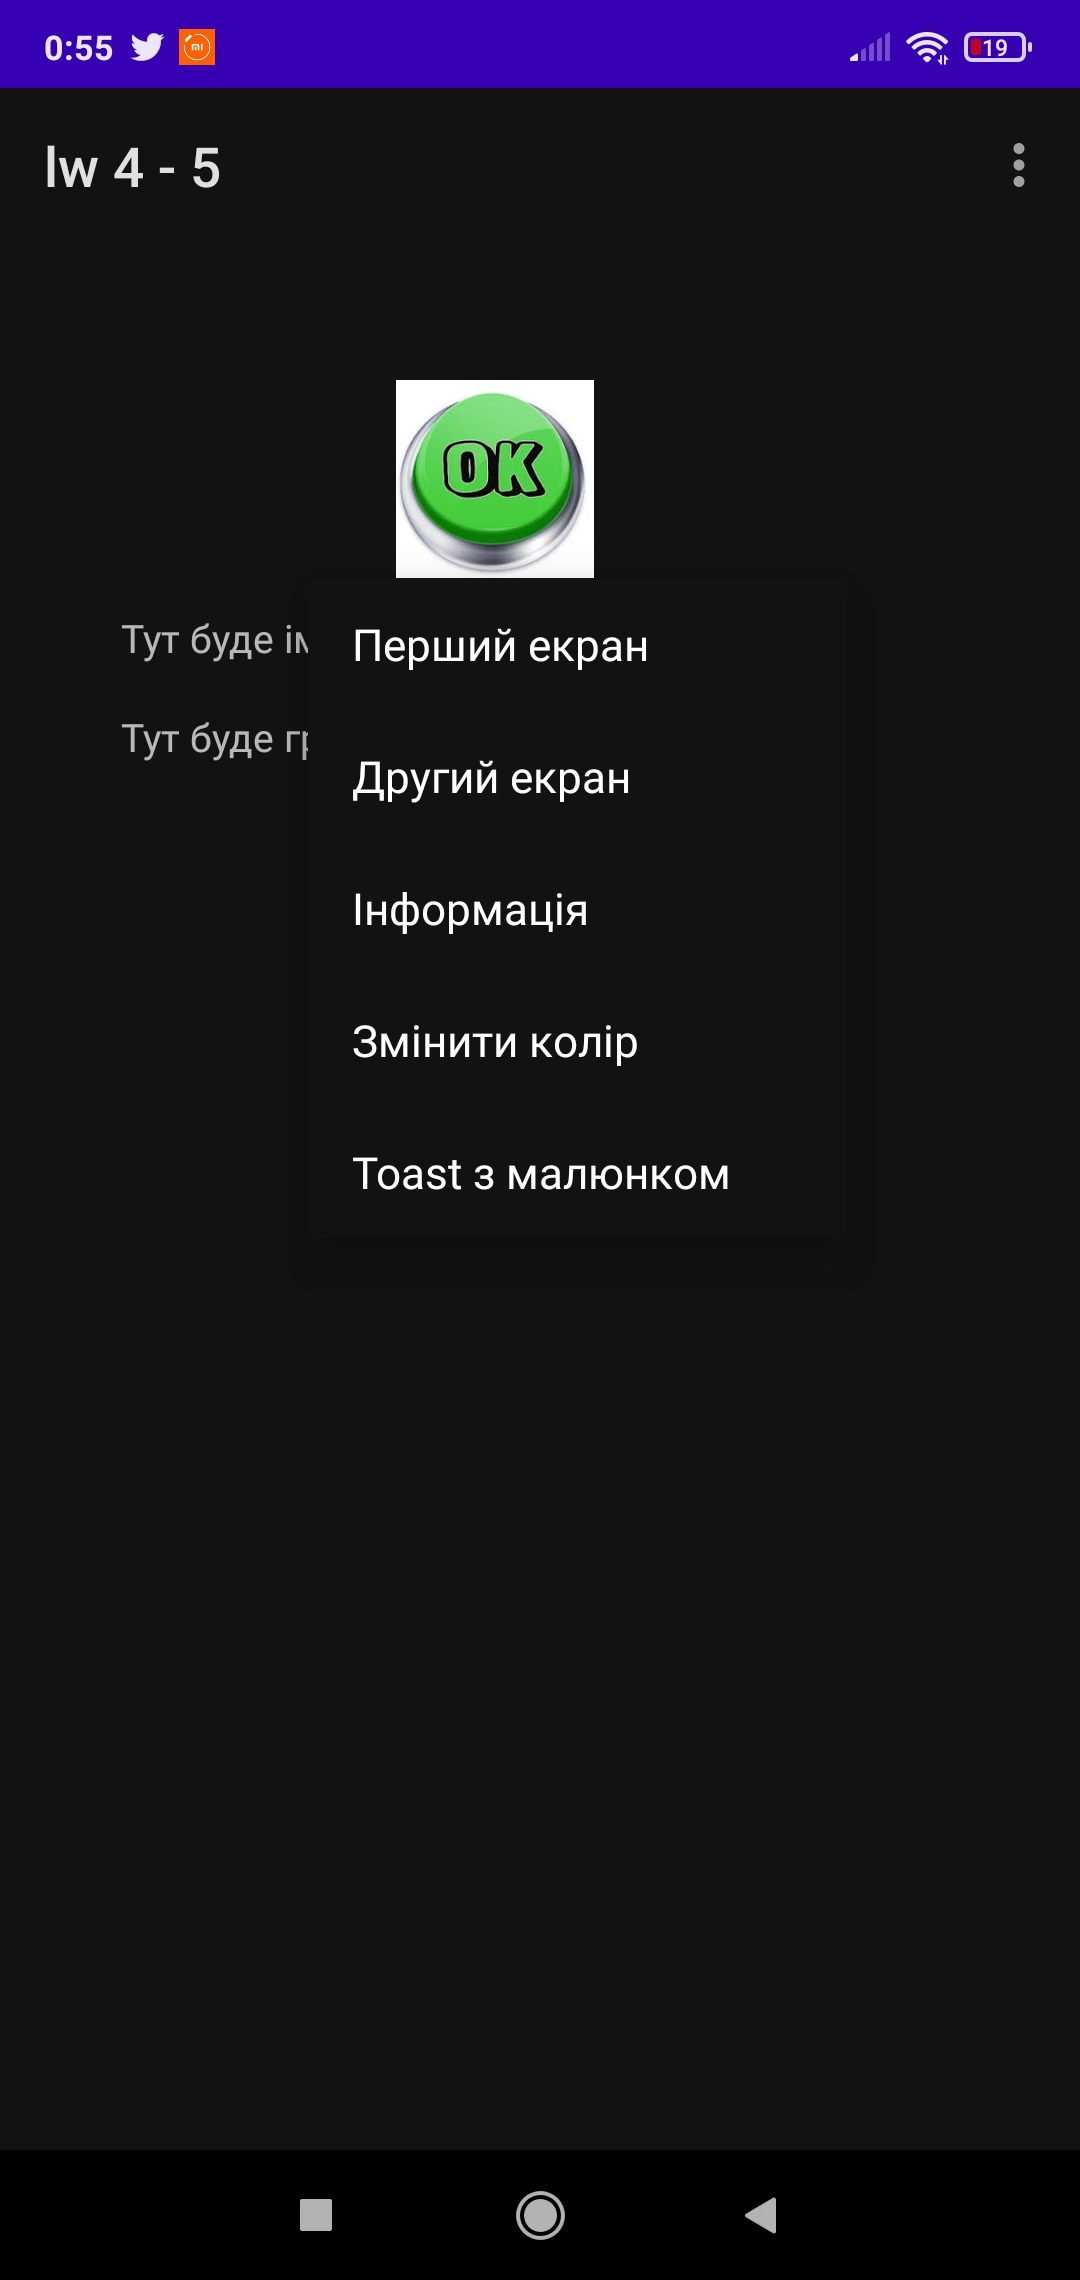 0:55
19
lw 4 - 5
OK
Тут буде
Перший екран
Тут буде
Другий екран
Інформація
Змінити колір
Toast з малюнком